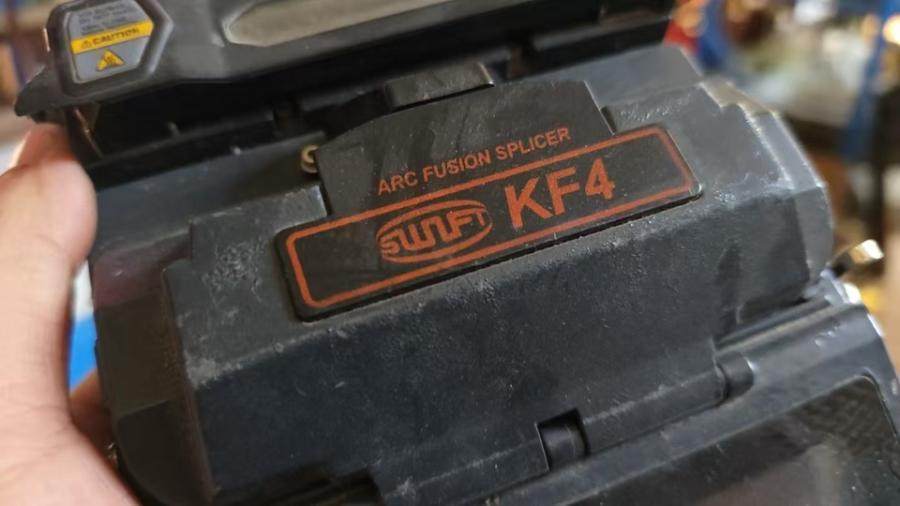 CAUTION
ARC FUSION SPLICER
SWIFT KF4